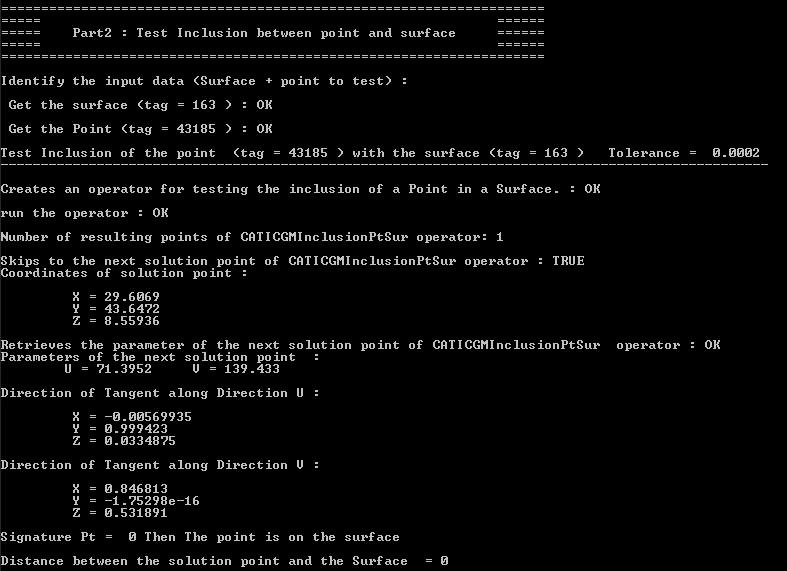 ====================================================================
=====                                                         ======
=====    Part2 : Test Inclusion between point and surface     ======
=====                                                         ======
====================================================================
Identify the input data (Surface + point to test) :
Get the surface (tag = 163 ) : OK
Get the Point (tag = 43185 ) : OK
Test Inclusion of the point  (tag = 43185 ) with the surface (tag = 163 )   Tolerance =  0.0002
------------------------------------------------------------------------------------------------
Creates an operator for testing the inclusion of a Point in a Surface. : OK
run the operator : OK
Number of resulting points of CATICGMInclusionPtSur operator: 1
Skips to the next solution point of CATICGMInclusionPtSur operator : TRUE
Coordinates of solution point :
X = 29.6069
Y = 43.6472
Z = 8.55936
Retrieves the parameter of the next solution point of CATICGMInclusionPtSur  operator : OK
Parameters of the next solution point  :
U = 71.3952     V = 139.433
Direction of Tangent along Direction U :
X = -0.00569935
Y = 0.999423
Z = 0.0334875
Direction of Tangent along Direction V :
X = 0.846813
Y = -1.75298e-16
Z = 0.531891
Signature Pt =  0 Then The point is on the surface
Distance between the solution point and the Surface  = 0